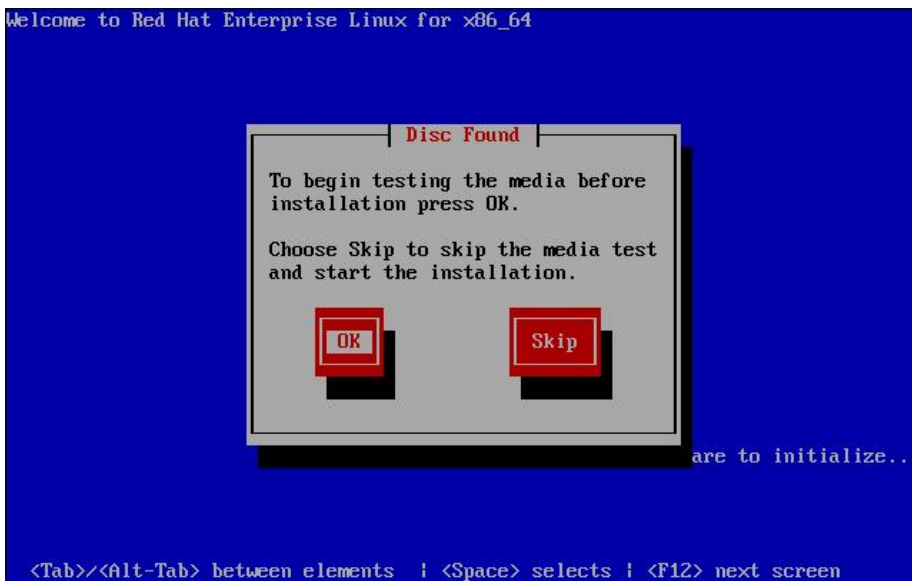 Welcome to Red Hat Enterprise Linux for x86_64
Disc Found
To begin testing the media before
installation press OK.
Choose Skip to skip the media test
and start the installation.
OK Skip
are to initialize..
<Tab>/<Alt-Tab> between elements | <Space> selects | <F12> next screen